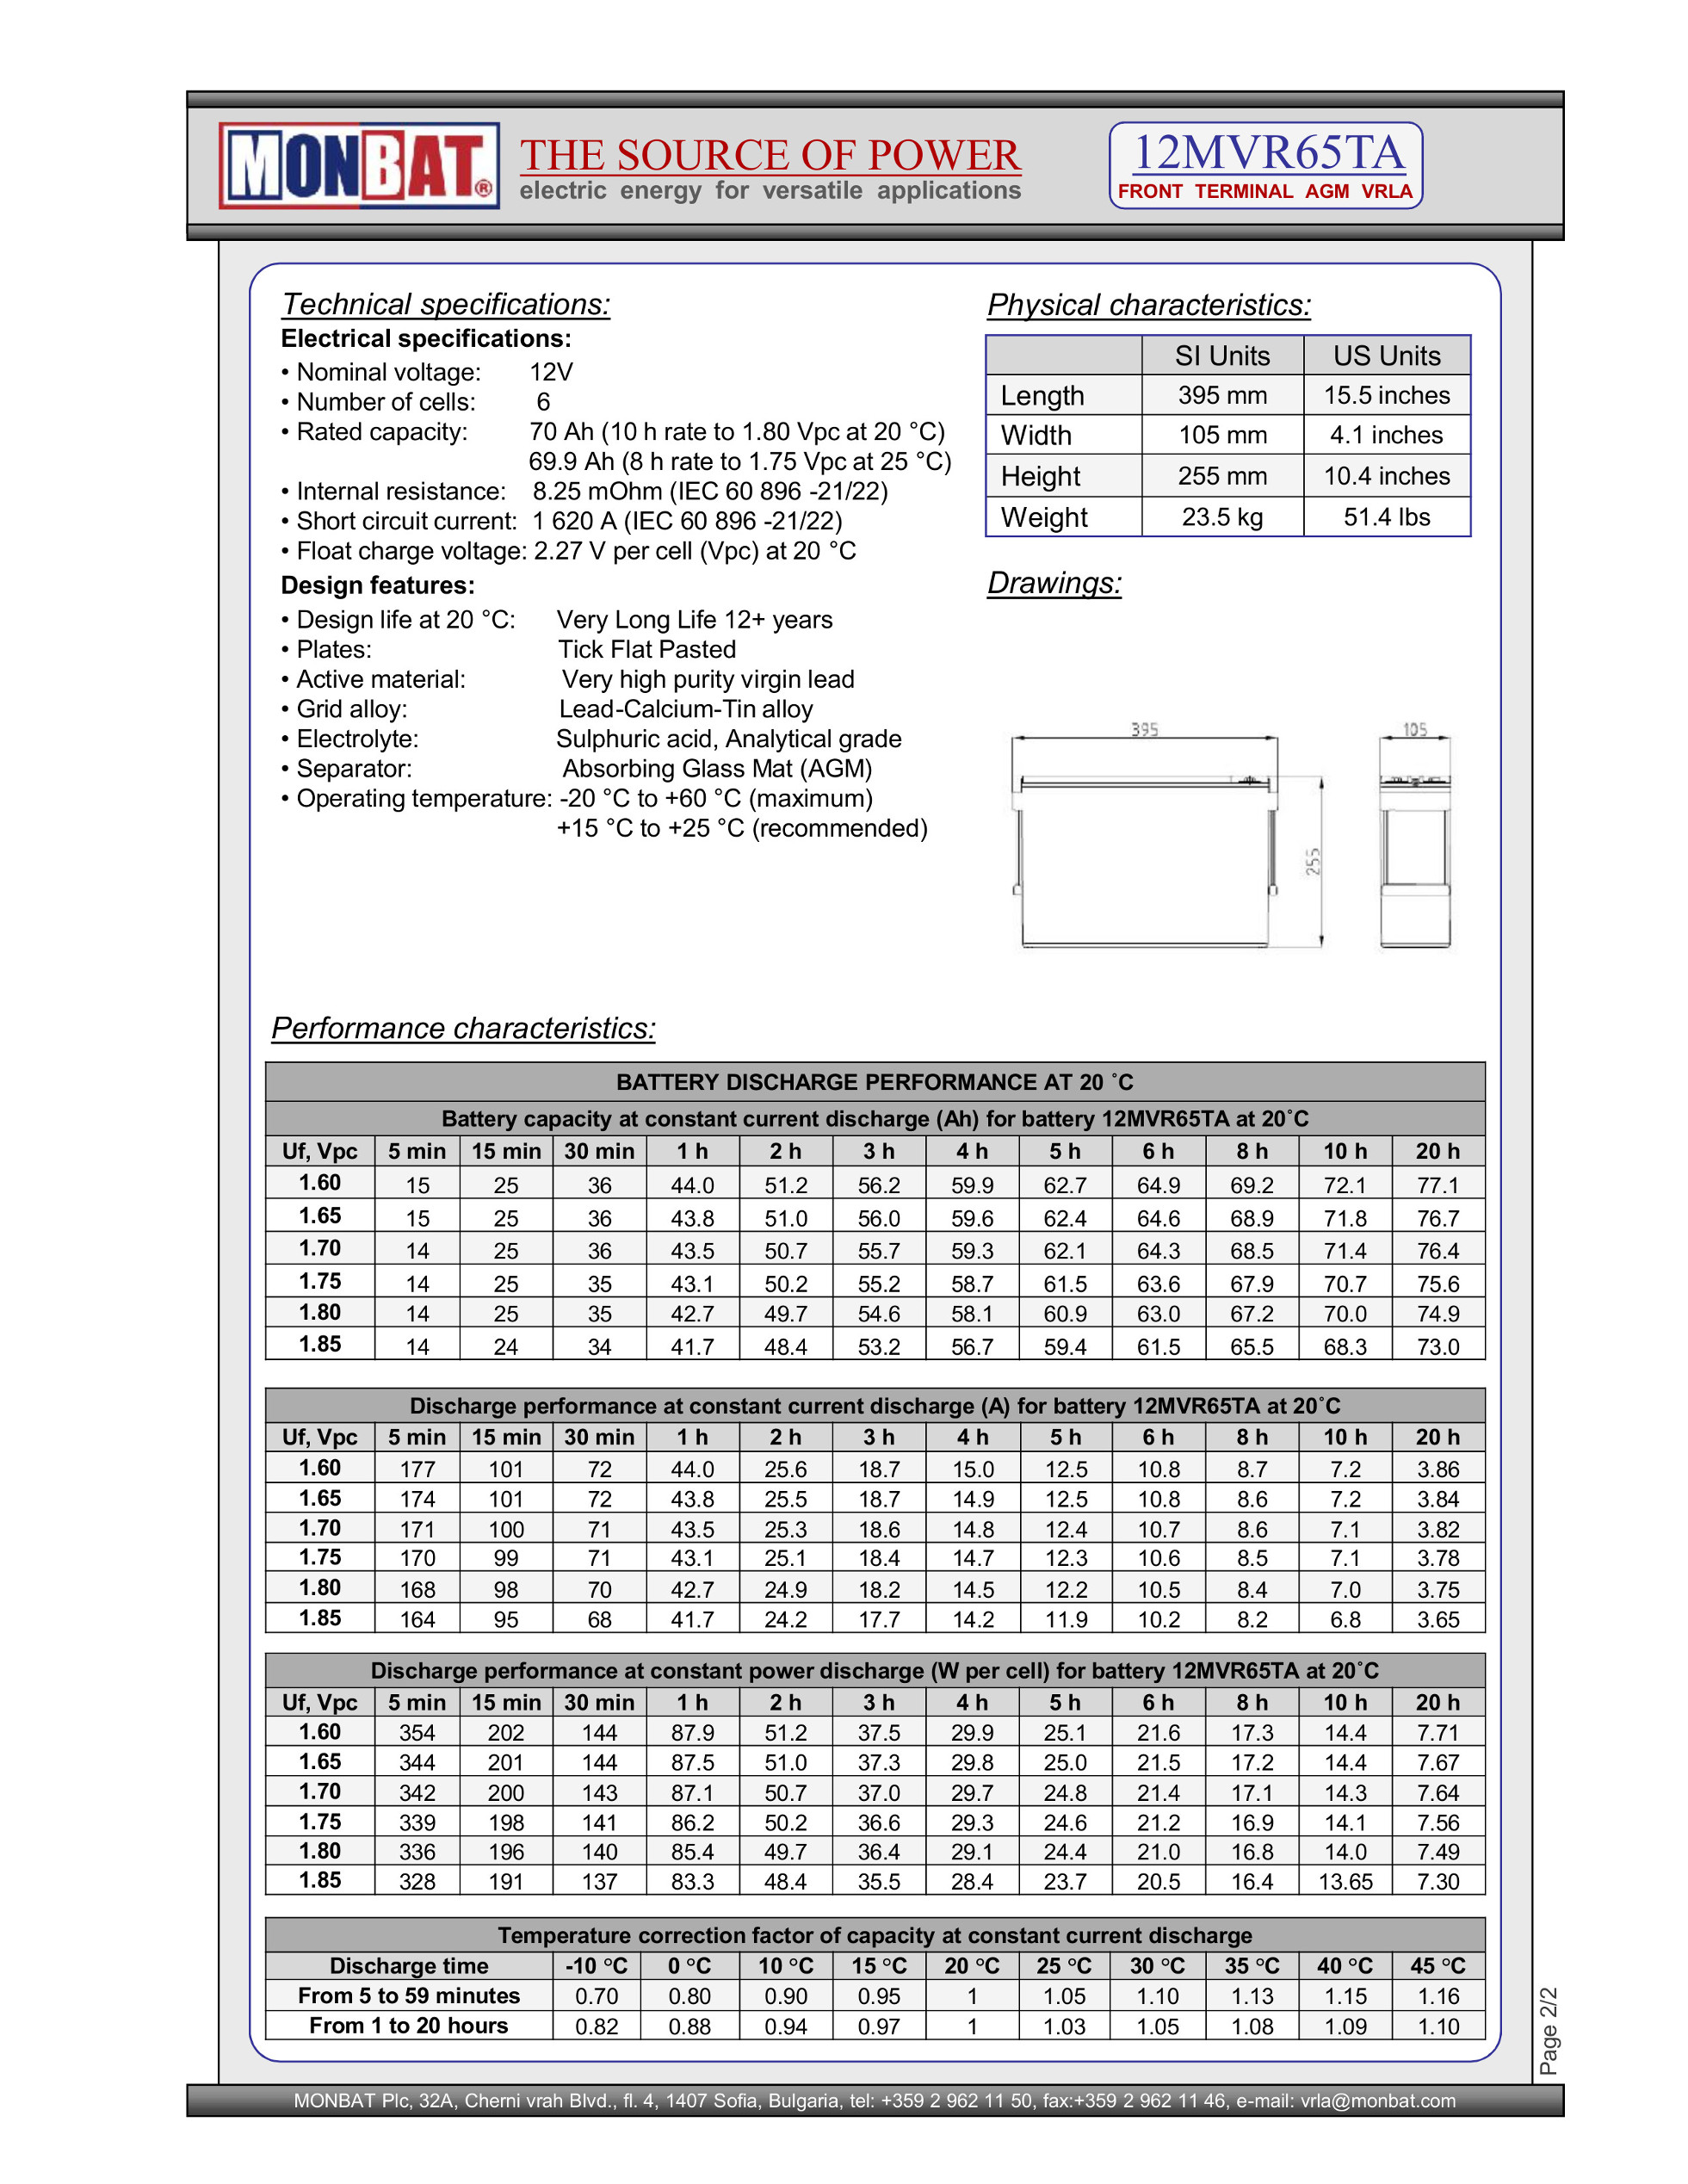 MONBAT®
THE SOURCE OF POWER
electric energy for versatile applications
12MVR65TA
FRONT TERMINAL AGM VRLA
Technical specifications:
Electrical specifications:
• Nominal voltage: 12V
• Number of cells: 6
• Rated capacity: 70 Ah (10 h rate to 1.80 Vpc at 20 °C)
69.9 Ah (8 h rate to 1.75 Vpc at 25 °C)
• Internal resistance: 8.25 mOhm (IEC 60 896 -21/22)
• Short circuit current: 1 620 A (IEC 60 896 -21/22)
• Float charge voltage: 2.27 V per cell (Vpc) at 20 °C
Design features:
• Design life at 20 °C: Very Long Life 12+ years
• Plates: Tick Flat Pasted
• Active material: Very high purity virgin lead
• Grid alloy: Lead-Calcium-Tin alloy
• Electrolyte: Sulphuric acid, Analytical grade
• Separator: Absorbing Glass Mat (AGM)
• Operating temperature: -20 °C to +60 °C (maximum)
+15 °C to +25 °C (recommended)
Physical characteristics:
SI Units US Units
Length 395 mm 15.5 inches
Width 105 mm 4.1 inches
Height 255 mm 10.4 inches
Weight 23.5 kg 51.4 lbs
Drawings:
395
105
255
Performance characteristics:
BATTERY DISCHARGE PERFORMANCE AT 20 ˚C
Battery capacity at constant current discharge (Ah) for battery 12MVR65TA at 20˚C
Uf, Vpc 5 min 15 min 30 min 1 h 2 h 3 h 4 h 5 h 6 h 8 h 10 h 20 h
1.60 15 25 36 44.0 51.2 56.2 59.9 62.7 64.9 69.2 72.1 77.1
1.65 15 25 36 43.8 51.0 56.0 59.6 62.4 64.6 68.9 71.8 76.7
1.70 14 25 36 43.5 50.7 55.7 59.3 62.1 64.3 68.5 71.4 76.4
1.75 14 25 35 43.1 50.2 55.2 58.7 61.5 63.6 67.9 70.7 75.6
1.80 14 25 35 42.7 49.7 54.6 58.1 60.9 63.0 67.2 70.0 74.9
1.85 14 24 34 41.7 48.4 53.2 56.7 59.4 61.5 65.5 68.3 73.0
Discharge performance at constant current discharge (A) for battery 12MVR65TA at 20˚C
Uf, Vpc 5 min 15 min 30 min 1 h 2 h 3 h 4 h 5 h 6 h 8 h 10 h 20 h
1.60 177 101 72 44.0 25.6 18.7 15.0 12.5 10.8 8.7 7.2 3.86
1.65 174 101 72 43.8 25.5 18.7 14.9 12.5 10.8 8.6 7.2 3.84
1.70 171 100 71 43.5 25.3 18.6 14.8 12.4 10.7 8.6 7.1 3.82
1.75 170 99 71 43.1 25.1 18.4 14.7 12.3 10.6 8.5 7.1 3.78
1.80 168 98 70 42.7 24.9 18.2 14.5 12.2 10.5 8.4 7.0 3.75
1.85 164 95 68 41.7 24.2 17.7 14.2 11.9 10.2 8.2 6.8 3.65
Discharge performance at constant power discharge (W per cell) for battery 12MVR65TA at 20˚C
Uf, Vpc 5 min 15 min 30 min 1 h 2 h 3 h 4 h 5 h 6 h 8 h 10 h 20 h
1.60 354 202 144 87.9 51.2 37.5 29.9 25.1 21.6 17.3 14.4 7.71
1.65 344 201 144 87.5 51.0 37.3 29.8 25.0 21.5 17.2 14.4 7.67
1.70 342 200 143 87.1 50.7 37.0 29.7 24.8 21.4 17.1 14.3 7.64
1.75 339 198 141 86.2 50.2 36.6 29.3 24.6 21.2 16.9 14.1 7.56
1.80 336 196 140 85.4 49.7 36.4 29.1 24.4 21.0 16.8 14.0 7.49
1.85 328 191 137 83.3 48.4 35.5 28.4 23.7 20.5 16.4 13.65 7.30
Temperature correction factor of capacity at constant current discharge
Discharge time -10 °C 0 °C 10 °C 15 °C 20 °C 25 °C 30 °C 35 °C 40 °C 45 °C
From 5 to 59 minutes 0.70 0.80 0.90 0.95 1 1.05 1.10 1.13 1.15 1.16
From 1 to 20 hours 0.82 0.88 0.94 0.97 1 1.03 1.05 1.08 1.09 1.10
Page 2/2
MONBAT Plc, 32A, Cherni vrah Blvd., fl. 4, 1407 Sofia, Bulgaria, tel: +359 2 962 11 50, fax:+359 2 962 11 46, e-mail: vrla@monbat.com